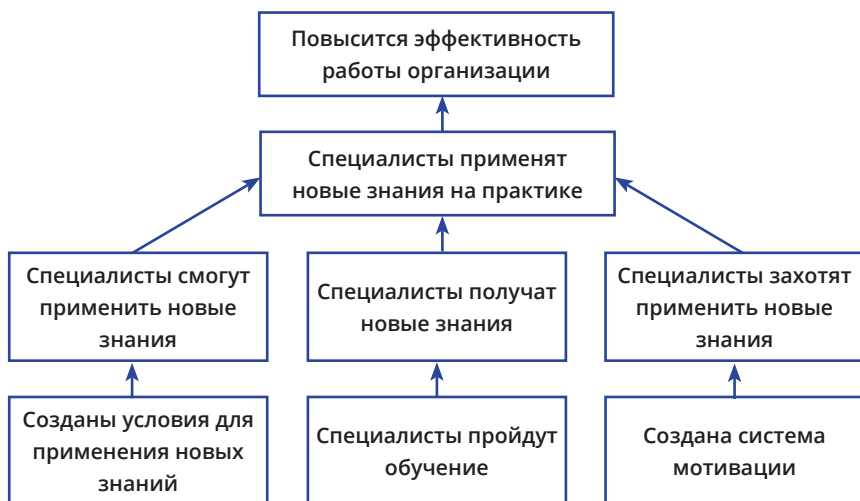 Повысится эффективность
работы организации
Специалисты применят
новые знания на практике
Специалисты смогут
применить новые
знания
Специалисты получат
новые знания
Специалисты захотят
применить новые
знания
Созданы условия для
применения новых
знаний
Специалисты пройдут
обучение
Создана система
мотивации